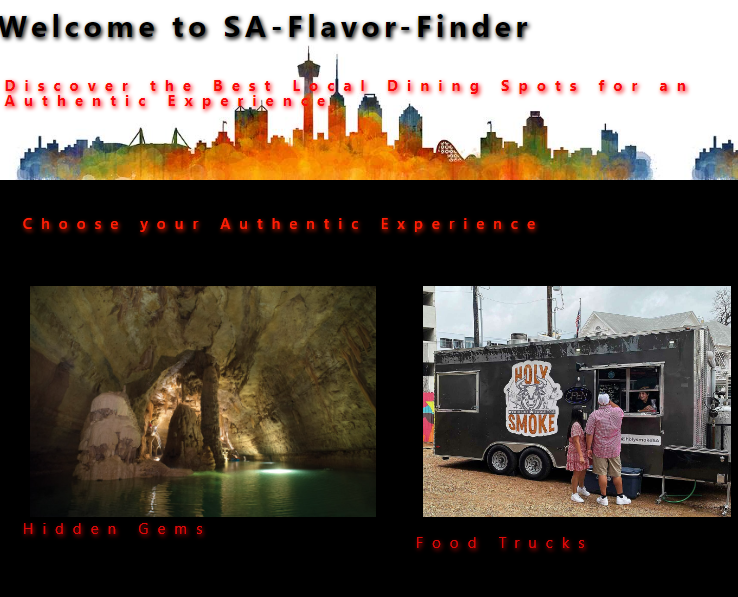 Welcome to SA-Flavor-Finder
Discover the Best Local Dining Spots for an
Authentic Experience
Choose your Authentic Experience
HOLY
SMOKE
Hidden Gems
Food Trucks